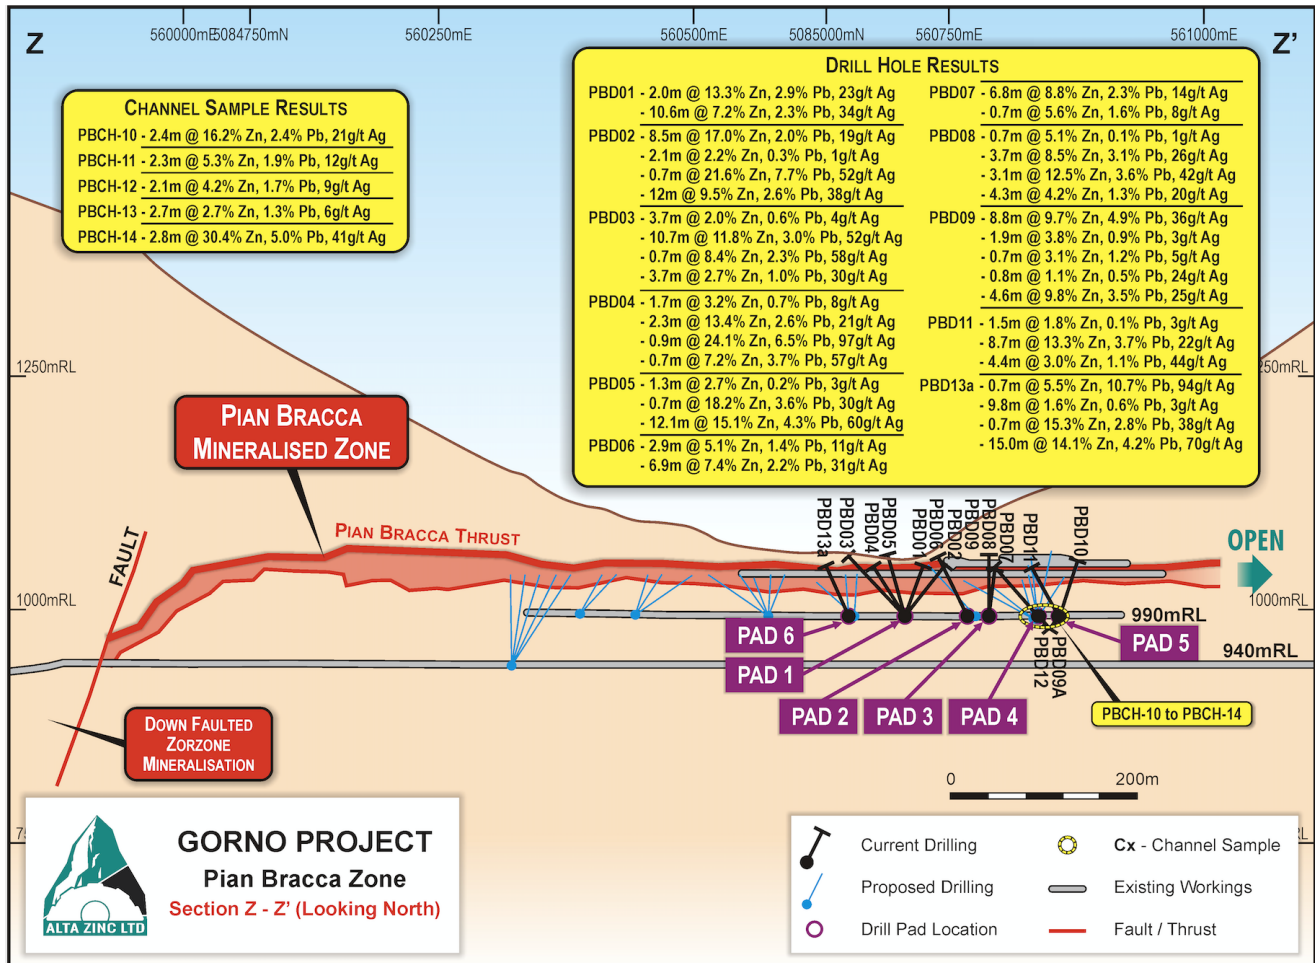 Z
560000mE
5084750mN
560250mE
560500mE
5085000mN
560750mE
561000mE
Z'
CHANNEL SAMPLE RESULTS
PBCH-10 - 2.4m @ 16.2% Zn, 2.4% Pb, 21g/t Ag
PBCH-11 - 2.3m @ 5.3% Zn, 1.9% Pb, 12g/t Ag
PBCH-12 - 2.1m @ 4.2% Zn, 1.7% Pb, 9g/t Ag
PBCH-13 - 2.7m @ 2.7% Zn, 1.3% Pb, 6g/t Ag
PBCH-14 - 2.8m @ 30.4% Zn, 5.0% Pb, 41g/t Ag
DRILL HOLE RESULTS
PBD01 - 2.0m @ 13.3% Zn, 2.9% Pb, 23g/t Ag
- 10.6m @ 7.2% Zn, 2.3% Pb, 34g/t Ag
PBD02 - 8.5m @ 17.0% Zn, 2.0% Pb, 19g/t Ag
- 2.1m @ 2.2% Zn, 0.3% Pb, 1g/t Ag
- 0.7m @ 21.6% Zn, 7.7% Pb, 52g/t Ag
- 12m @ 9.5% Zn, 2.6% Pb, 38g/t Ag
PBD03 - 3.7m @ 2.0% Zn, 0.6% Pb, 4g/t Ag
- 10.7m @ 11.8% Zn, 3.0% Pb, 52g/t Ag
- 0.7m @ 8.4% Zn, 2.3% Pb, 58g/t Ag
- 3.7m @ 2.7% Zn, 1.0% Pb, 30g/t Ag
PBD04 - 1.7m @ 3.2% Zn, 0.7% Pb, 8g/t Ag
- 2.3m @ 13.4% Zn, 2.6% Pb, 21g/t Ag
- 0.9m @ 24.1% Zn, 6.5% Pb, 97g/t Ag
- 0.7m @ 7.2% Zn, 3.7% Pb, 57g/t Ag
PBD05 - 1.3m @ 2.7% Zn, 0.2% Pb, 3g/t Ag
- 0.7m @ 18.2% Zn, 3.6% Pb, 30g/t Ag
- 12.1m @ 15.1% Zn, 4.3% Pb, 60g/t Ag
PBD06 - 2.9m @ 5.1% Zn, 1.4% Pb, 11g/t Ag
- 6.9m @ 7.4% Zn, 2.2% Pb, 31g/t Ag
PBD07 - 6.8m @ 8.8% Zn, 2.3% Pb, 14g/t Ag
- 0.7m @ 5.6% Zn, 1.6% Pb, 8g/t Ag
PBD08 - 0.7m @ 5.1% Zn, 0.1% Pb, 1g/t Ag
- 3.7m @ 8.5% Zn, 3.1% Pb, 26g/t Ag
- 3.1m @ 12.5% Zn, 3.6% Pb, 42g/t Ag
- 4.3m @ 4.2% Zn, 1.3% Pb, 20g/t Ag
PBD09 - 8.8m @ 9.7% Zn, 4.9% Pb, 36g/t Ag
- 1.9m @ 3.8% Zn, 0.9% Pb, 3g/t Ag
- 0.7m @ 3.1% Zn, 1.2% Pb, 5g/t Ag
- 0.8m @ 1.1% Zn, 0.5% Pb, 24g/t Ag
- 4.6m @ 9.8% Zn, 3.5% Pb, 25g/t Ag
PBD11 - 1.5m @ 1.8% Zn, 0.1% Pb, 3g/t Ag
- 8.7m @ 13.3% Zn, 3.7% Pb, 22g/t Ag
- 4.4m @ 3.0% Zn, 1.1% Pb, 44g/t Ag
PBD13a - 0.7m @ 5.5% Zn, 10.7% Pb, 94g/t Ag
- 9.8m @ 1.6% Zn, 0.6% Pb, 3g/t Ag
- 0.7m @ 15.3% Zn, 2.8% Pb, 38g/t Ag
- 15.0m @ 14.1% Zn, 4.2% Pb, 70g/t Ag
1250mRL
250mRL
PIAN BRACCA
MINERALISED ZONE
PIAN BRACCA THRUST
FAULT
PBD13a
PBD03
PBD04
PBD05
PBD01
PBD06
PBD02
PBD09
PBD08
PBD07
PBD10
OPEN
1000mRL
1000mRL
990mRL
940mRL
PAD 6
PAD 1
PAD 2
PAD 3
PAD 4
PAD 5
PBD12
PBD09A
PBCH-10 to PBCH-14
DOWN FAULTED
ZORZONE
MINERALISATION
0
200m
GORNO PROJECT
Pian Bracca Zone
Section Z - Z' (Looking North)
ALTA ZINC LTD
Current Drilling
Proposed Drilling
Drill Pad Location
Cx - Channel Sample
Existing Workings
Fault / Thrust